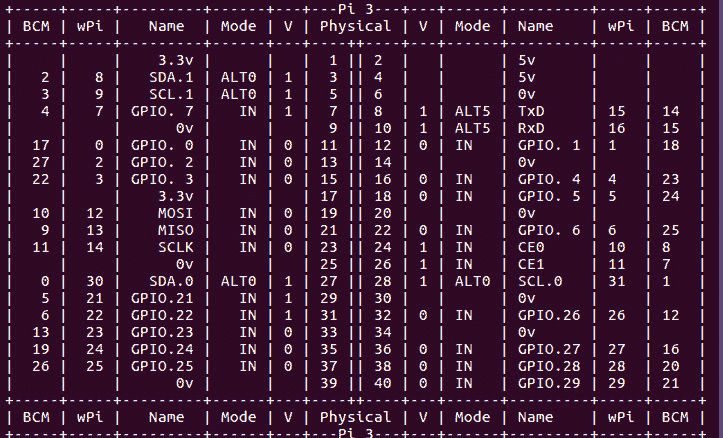 +-----+-----+---------+------+---+---Pi 3---+---+------+---------+-----+-----+
| BCM | wPi |   Name  | Mode | V | Physical | V | Mode | Name    | wPi | BCM |
+-----+-----+---------+------+---+----++----+---+------+---------+-----+-----+
|     |     |    3.3v |      |   |  1 || 2  |   |      | 5v      |     |     |
|   2 |   8 |   SDA.1 | ALT0 | 1 |  3 || 4  |   |      | 5v      |     |     |
|   3 |   9 |   SCL.1 | ALT0 | 1 |  5 || 6  |   |      | 0v      |     |     |
|   4 |   7 | GPIO. 7 |   IN | 1 |  7 || 8  | 1 | ALT5 | TxD     | 15  | 14  |
|     |     |      0v |      |   |  9 || 10 | 1 | ALT5 | RxD     | 16  | 15  |
|  17 |   0 | GPIO. 0 |   IN | 0 | 11 || 12 | 0 | IN   | GPIO. 1 | 1   | 18  |
|  27 |   2 | GPIO. 2 |   IN | 0 | 13 || 14 |   |      | 0v      |     |     |
|  22 |   3 | GPIO. 3 |   IN | 0 | 15 || 16 | 0 | IN   | GPIO. 4 | 4   | 23  |
|     |     |    3.3v |      |   | 17 || 18 | 0 | IN   | GPIO. 5 | 5   | 24  |
|  10 |  12 |    MOSI |   IN | 0 | 19 || 20 |   |      | 0v      |     |     |
|   9 |  13 |    MISO |   IN | 0 | 21 || 22 | 0 | IN   | GPIO. 6 | 6   | 25  |
|  11 |  14 |    SCLK |   IN | 0 | 23 || 24 | 1 | IN   | CE0     | 10  | 8   |
|     |     |      0v |      |   | 25 || 26 | 1 | IN   | CE1     | 11  | 7   |
|   0 |  30 |   SDA.0 | ALT0 | 1 | 27 || 28 | 1 | ALT0 | SCL.0   | 31  | 1   |
|   5 |  21 | GPIO.21 |   IN | 1 | 29 || 30 |   |      | 0v      |     |     |
|   6 |  22 | GPIO.22 |   IN | 1 | 31 || 32 | 0 | IN   | GPIO.26 | 26  | 12  |
|  13 |  23 | GPIO.23 |   IN | 0 | 33 || 34 |   |      | 0v      |     |     |
|  19 |  24 | GPIO.24 |   IN | 0 | 35 || 36 | 0 | IN   | GPIO.27 | 27  | 16  |
|  26 |  25 | GPIO.25 |   IN | 0 | 37 || 38 | 0 | IN   | GPIO.28 | 28  | 20  |
|     |     |      0v |      |   | 39 || 40 | 0 | IN   | GPIO.29 | 29  | 21  |
+-----+-----+---------+------+---+----++----+---+------+---------+-----+-----+
| BCM | wPi |   Name  | Mode | V | Physical | V | Mode | Name    | wPi | BCM |
+-----+-----+---------+------+---+---Pi 3---+---+------+---------+-----+-----+